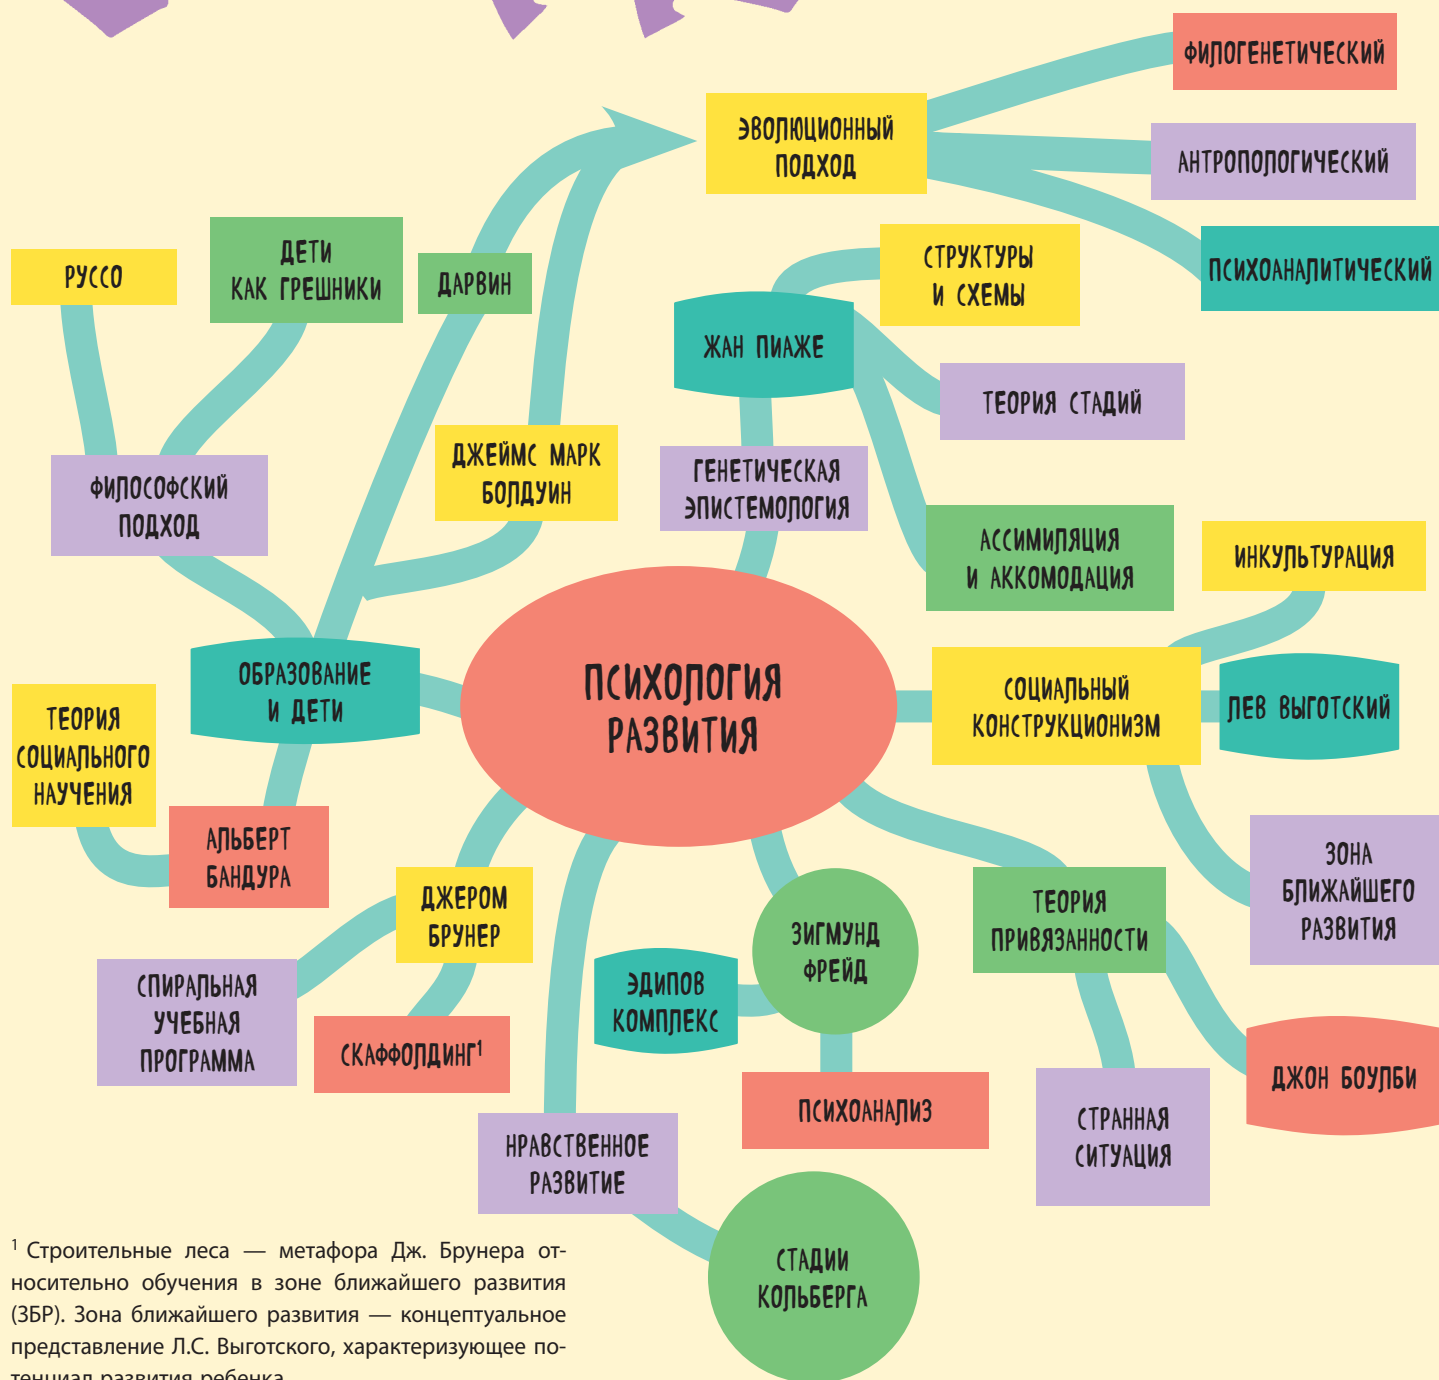 ФИЛОГЕНЕТИЧЕСКИЙ
ЭВОЛЮЦИОННЫЙ
ПОДХОД
АНТРОПОЛОГИЧЕСКИЙ
ПСИХОАНАЛИТИЧЕСКИЙ
РУССО
ДЕТИ
КАК ГРЕШНИКИ
ДАРВИН
СТРУКТУРЫ
И СХЕМЫ
ЖАН ПИАЖЕ
ТЕОРИЯ СТАДИЙ
ФИЛОСОФСКИЙ
ПОДХОД
ДЖЕЙМС МАРК
БОЛДУИН
ГЕНЕТИЧЕСКАЯ
ЭПИСТЕМОЛОГИЯ
АССИМИЛЯЦИЯ
И АККОМОДАЦИЯ
ИНКУЛЬТУРАЦИЯ
ОБРАЗОВАНИЕ
И ДЕТИ
ПСИХОЛОГИЯ
РАЗВИТИЯ
СОЦИАЛЬНЫЙ
КОНСТРУКЦИОНИЗМ
ЛЕВ ВЫГОТСКИЙ
ТЕОРИЯ
СОЦИАЛЬНОГО
НАУЧЕНИЯ
АЛЬБЕРТ
БАНДУРА
ДЖЕРОМ
БРУНЕР
ЗИГМУНД
ФРЕЙД
ТЕОРИЯ
ПРИВЯЗАННОСТИ
ЗОНА
БЛИЖАЙШЕГО
РАЗВИТИЯ
СПИРАЛЬНАЯ
УЧЕБНАЯ
ПРОГРАММА
СКАФФОЛДИНГ¹
ЭДИПОВ
КОМПЛЕКС
ПСИХОАНАЛИЗ
СТРАННАЯ
СИТУАЦИЯ
ДЖОН БОУЛБИ
НРАВСТВЕННОЕ
РАЗВИТИЕ
СТАДИИ
КОЛЬБЕРГА
¹ Строительные леса — метафора Дж. Брунера от-
носительно обучения в зоне ближайшего развития
(ЗБР). Зона ближайшего развития — концептуальное
представление Л.С. Выготского, характеризующее по-
тенциал развития ребенка.